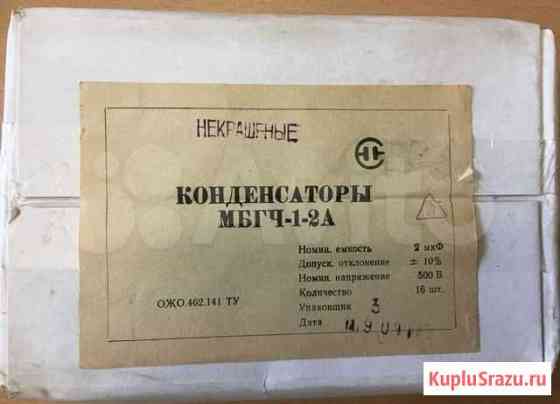 НЕКРАШЕНЫЕ
КОНДЕНСАТОРЫ
МБГЧ-1-2А
Номин. емкость 2 мкФ
Допуск. отклонение ± 10%
Номин. напряжение 500 В
Количество 16 шт.
Упаковщик 3
Дата
ОЖО.462.141 ТУ
Avito
KupluSrazu.ru